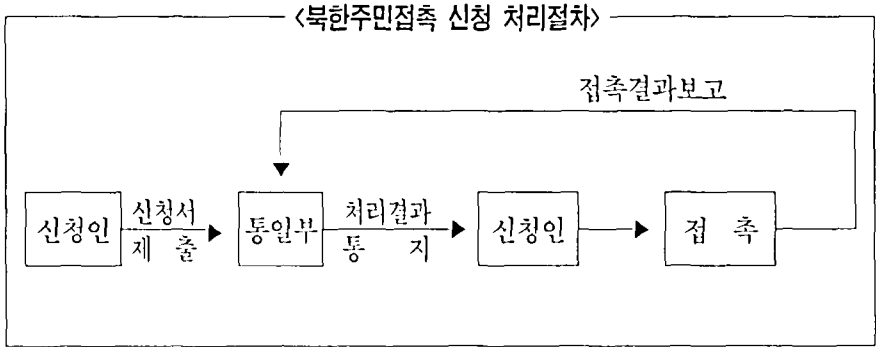 <북한주민접촉 신청 처리절차>
접촉결과보고
신청인
신청서
제 출
통일부
처리결과
통 지
신청인
접 촉